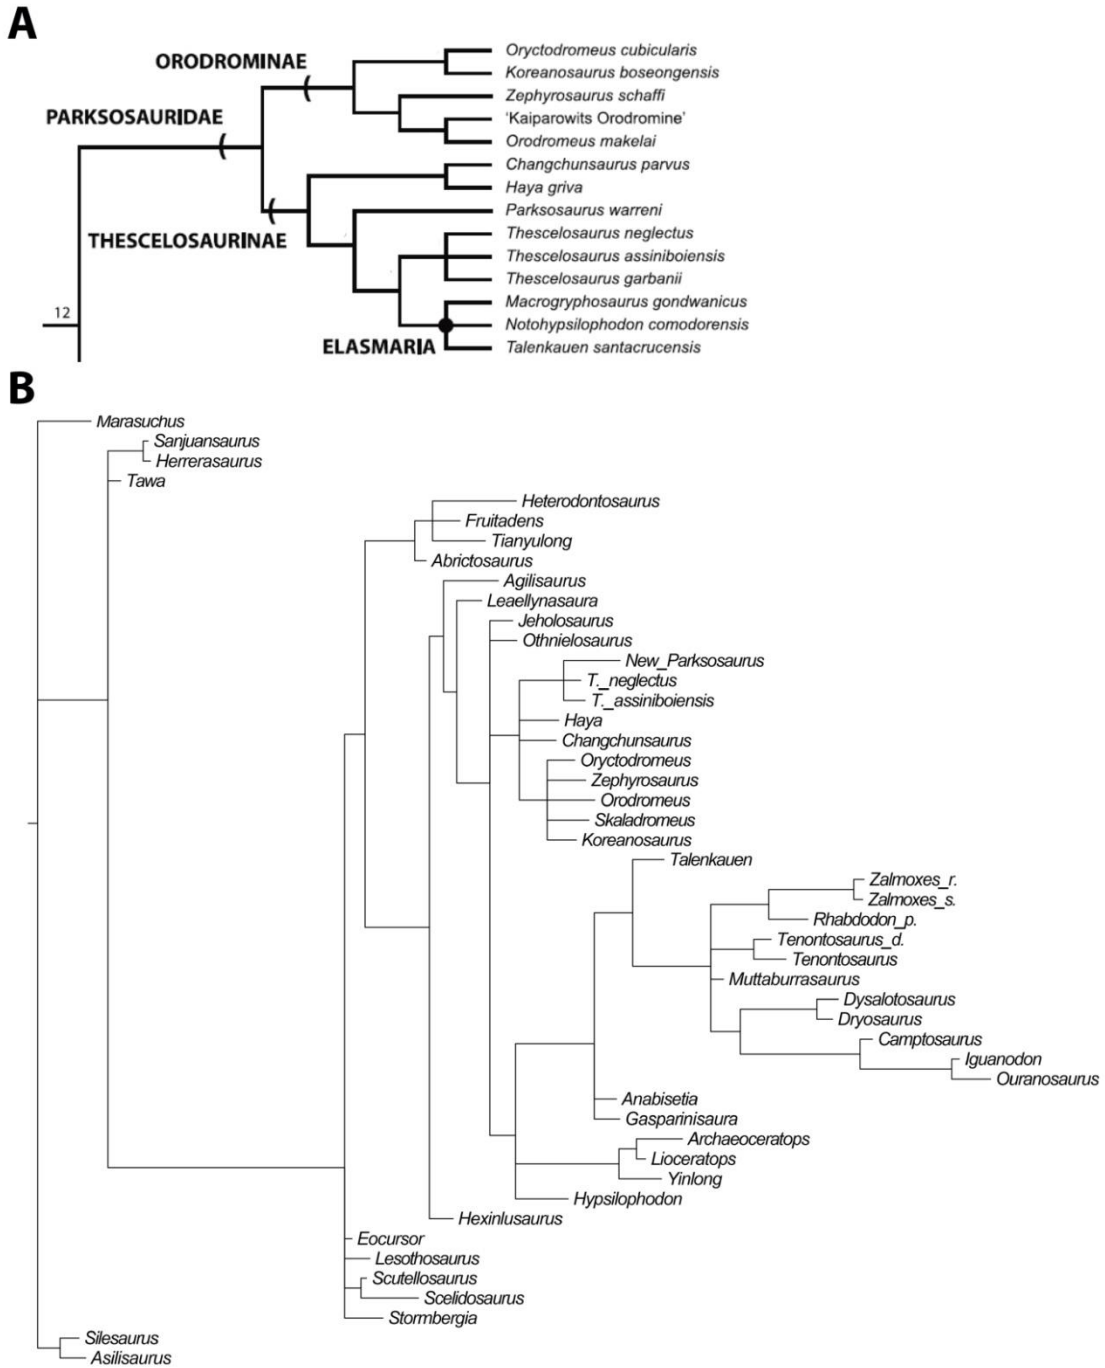 A
ORODROMINAE
PARKSOSAURIDAE
THESCELOSAURINAE
ELASMARIA
12
Oryctodromeus cubicularis
Koreanosaurus boseongensis
Zephyrosaurus schaffi
‘Kaiparowits Orodromine’
Orodromeus makelai
Changchunsaurus parvus
Haya griva
Parksosaurus warreni
Thescelosaurus neglectus
Thescelosaurus assiniboiensis
Thescelosaurus garbanii
Macrogryphosaurus gondwanicus
Notohypsilophodon comodorensis
Talenkauen santacrucensis
B
Marasuchus
Sanjuansaurus
Herrerasaurus
Tawa
Heterodontosaurus
Fruitadens
Tianyulong
Abrictosaurus
Agilisaurus
Leaellynasaura
Jeholosaurus
Othnielosaurus
New_Parksosaurus
T._neglectus
T._assiniboiensis
Haya
Changchunsaurus
Oryctodromeus
Zephyrosaurus
Orodromeus
Skaladromeus
Koreanosaurus
Talenkauen
Zalmoxes_r.
Zalmoxes_s.
Rhabdodon_p.
Tenontosaurus_d.
Tenontosaurus
Muttaburrasaurus
Dysalotosaurus
Dryosaurus
Camptosaurus
Iguanodon
Ouranosaurus
Anabisetia
Gasparinisaura
Archaeoceratops
Lioceratops
Yinlong
Hypsilophodon
Hexinlusaurus
Eocursor
Lesothosaurus
Scutellosaurus
Scelidosaurus
Stormbergia
Silesaurus
Asilisaurus